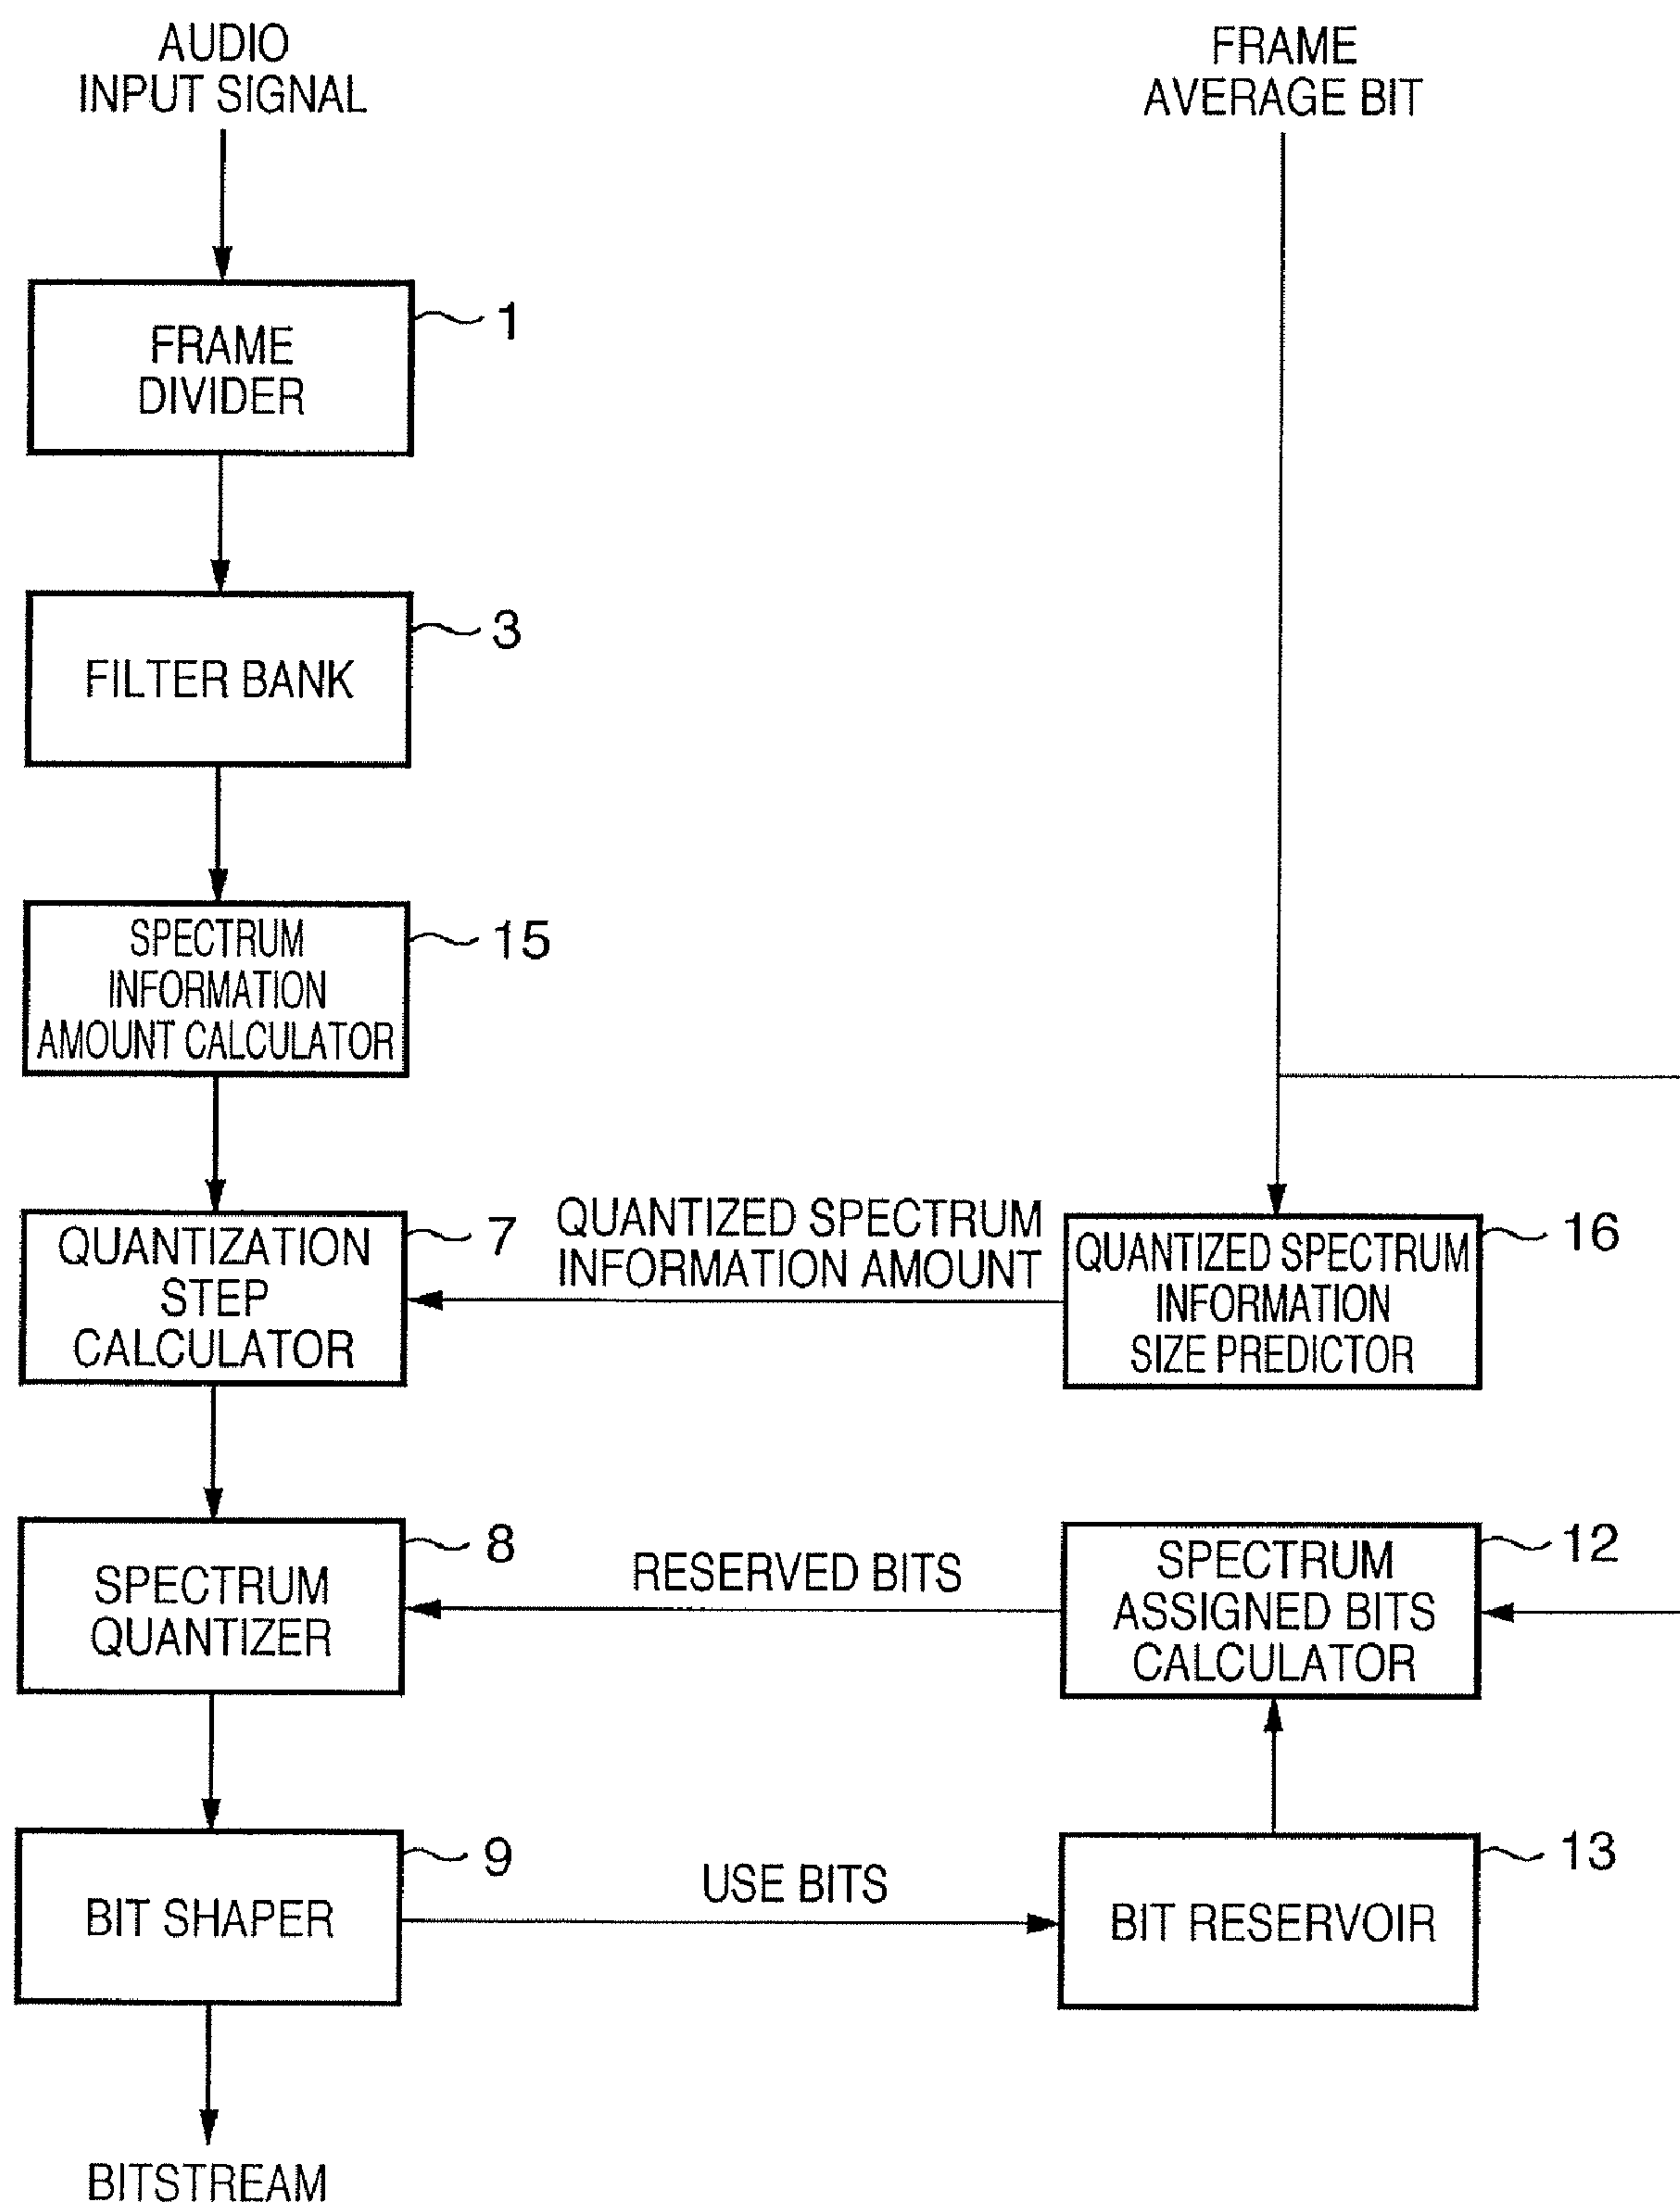 AUDIO
INPUT SIGNAL
FRAME
AVERAGE BIT
FRAME
DIVIDER
1
FILTER BANK
3
SPECTRUM
INFORMATION
AMOUNT CALCULATOR
15
QUANTIZATION
STEP
CALCULATOR
7
QUANTIZED SPECTRUM
INFORMATION AMOUNT
QUANTIZED SPECTRUM
INFORMATION
SIZE PREDICTOR
16
SPECTRUM
QUANTIZER
8
RESERVED BITS
SPECTRUM
ASSIGNED BITS
CALCULATOR
12
BIT SHAPER
9
USE BITS
BIT RESERVOIR
13
BITSTREAM